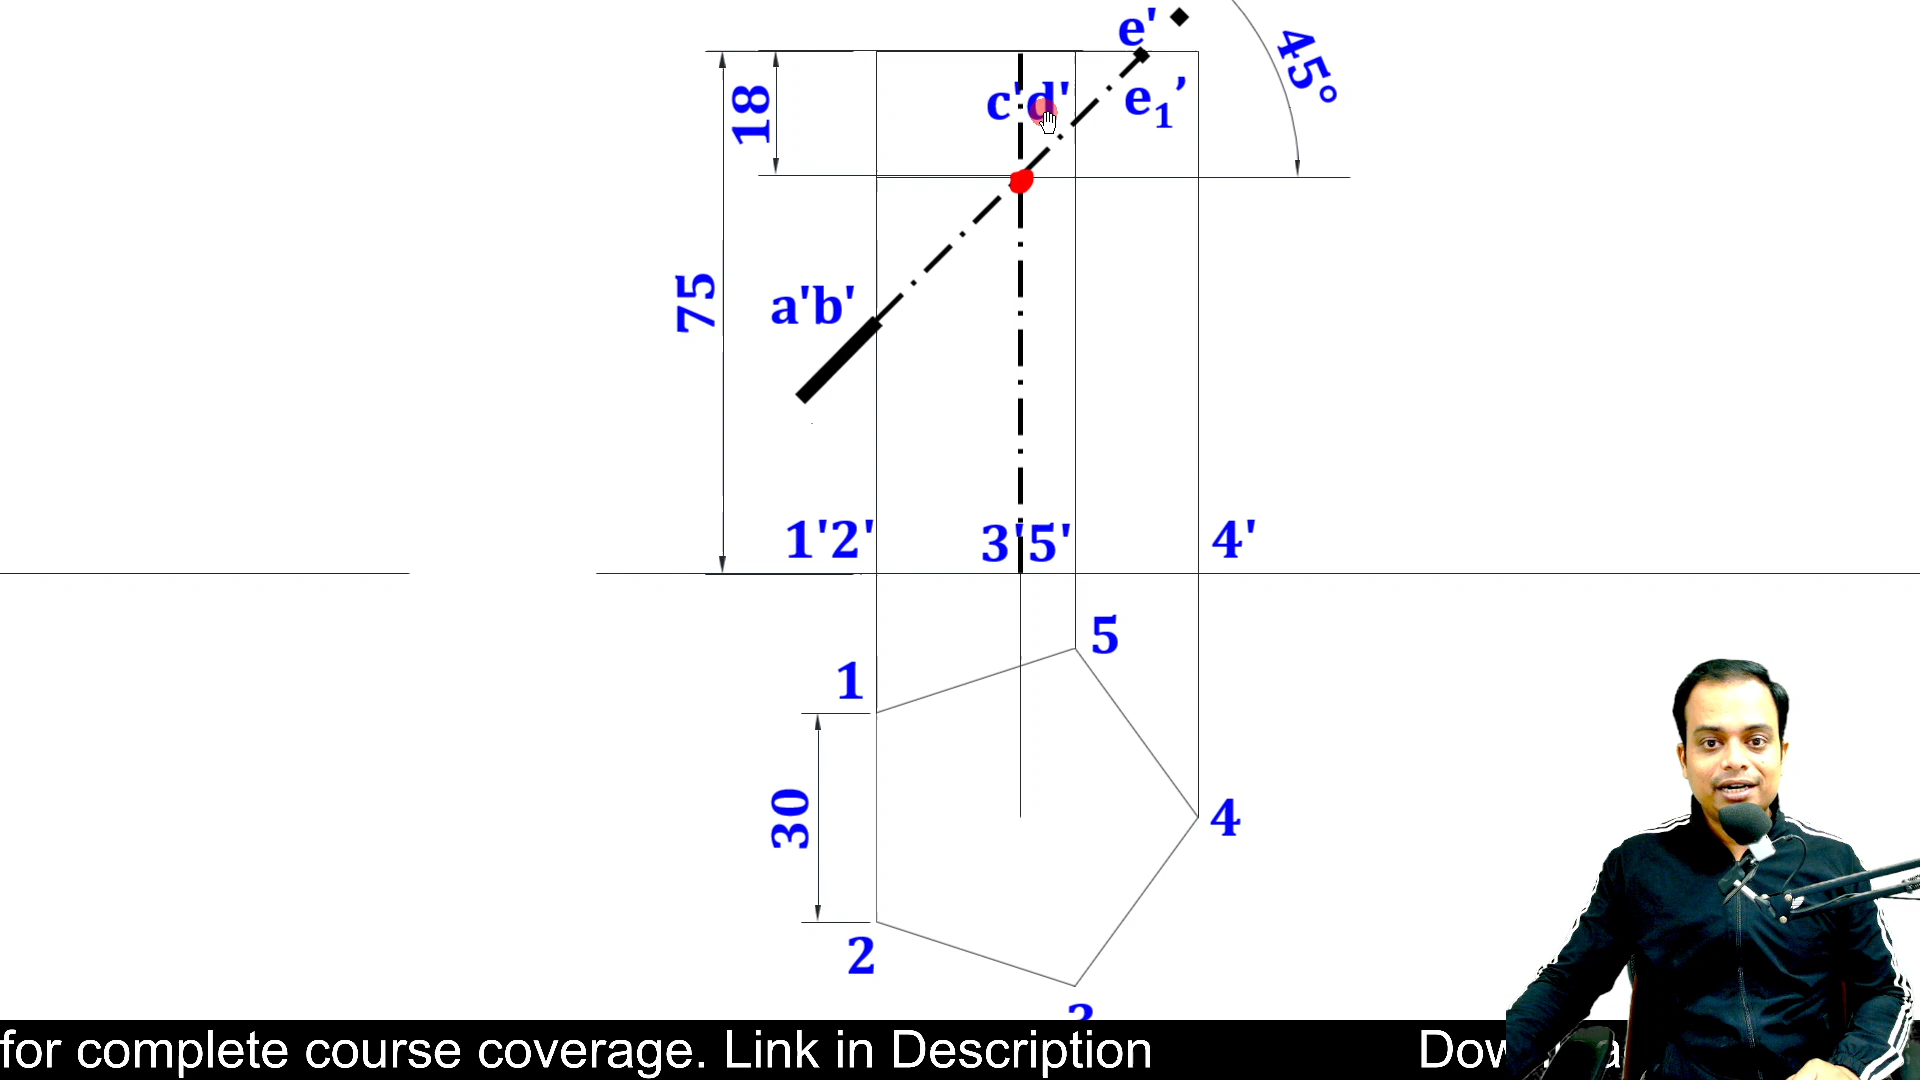 e'
45°
18
c'd'
e₁’
75
a'b'
1'2'
3'5'
4'
5
1
30
4
2
for complete course coverage. Link in Description